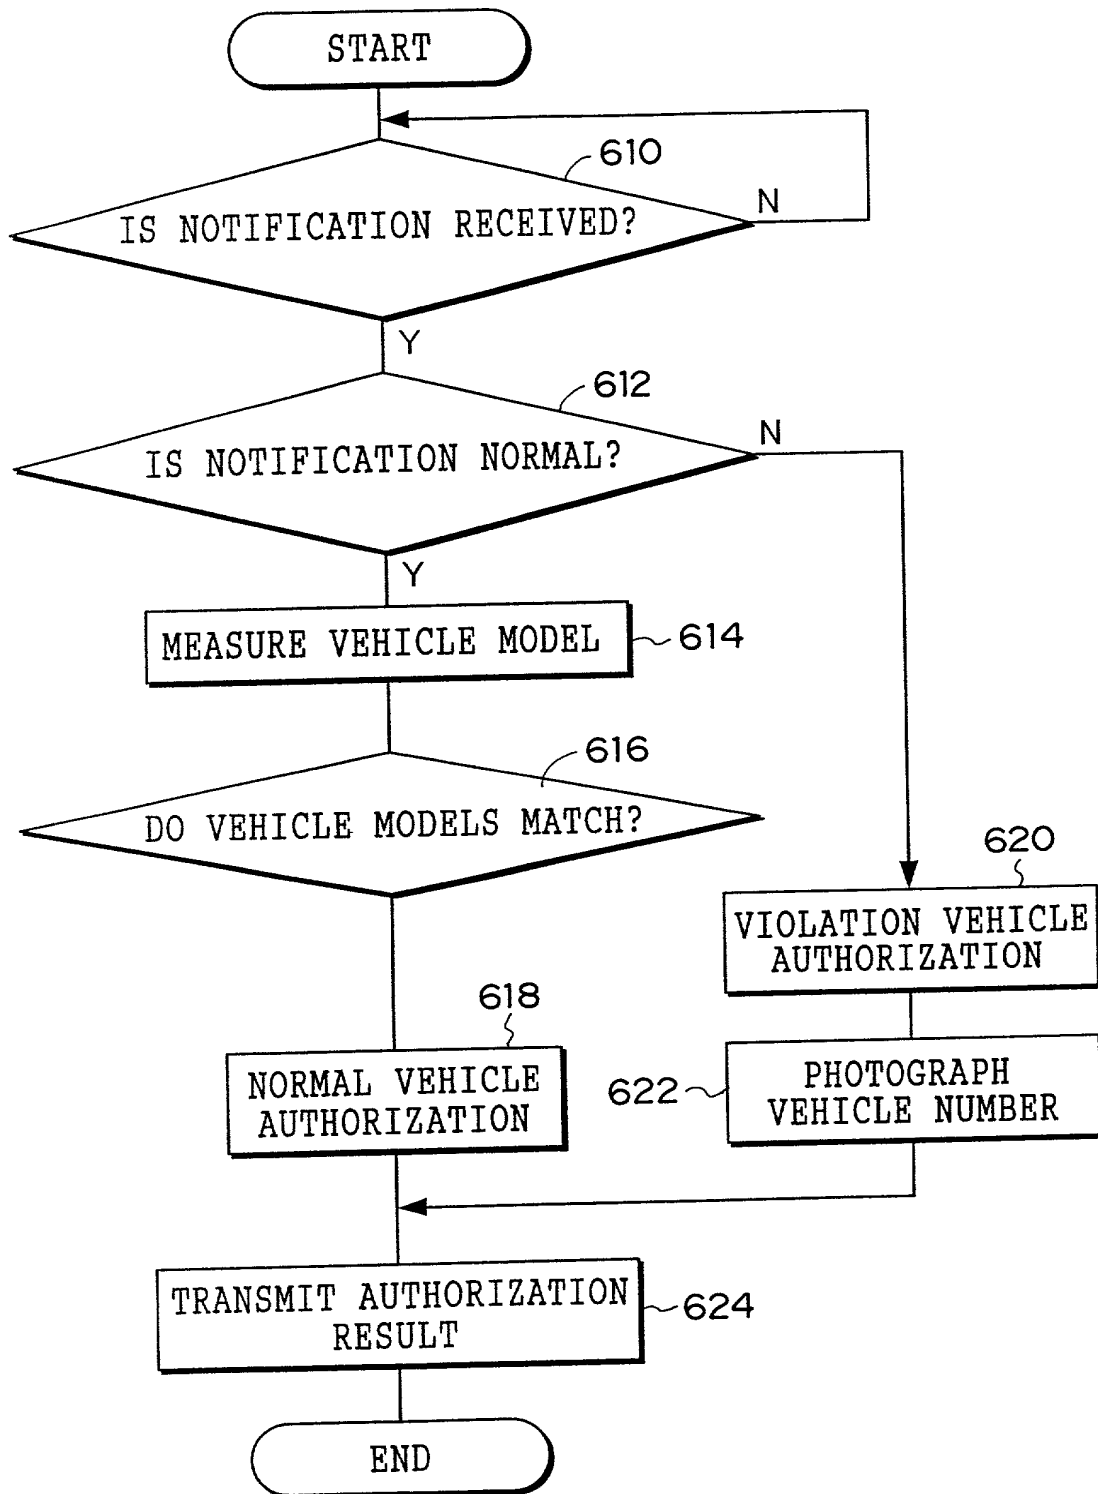 START
610
IS NOTIFICATION RECEIVED?
N
Y
612
IS NOTIFICATION NORMAL?
N
Y
MEASURE VEHICLE MODEL
614
616
DO VEHICLE MODELS MATCH?
620
VIOLATION VEHICLE
AUTHORIZATION
618
NORMAL VEHICLE
AUTHORIZATION
622
PHOTOGRAPH
VEHICLE NUMBER
TRANSMIT AUTHORIZATION
RESULT
624
END